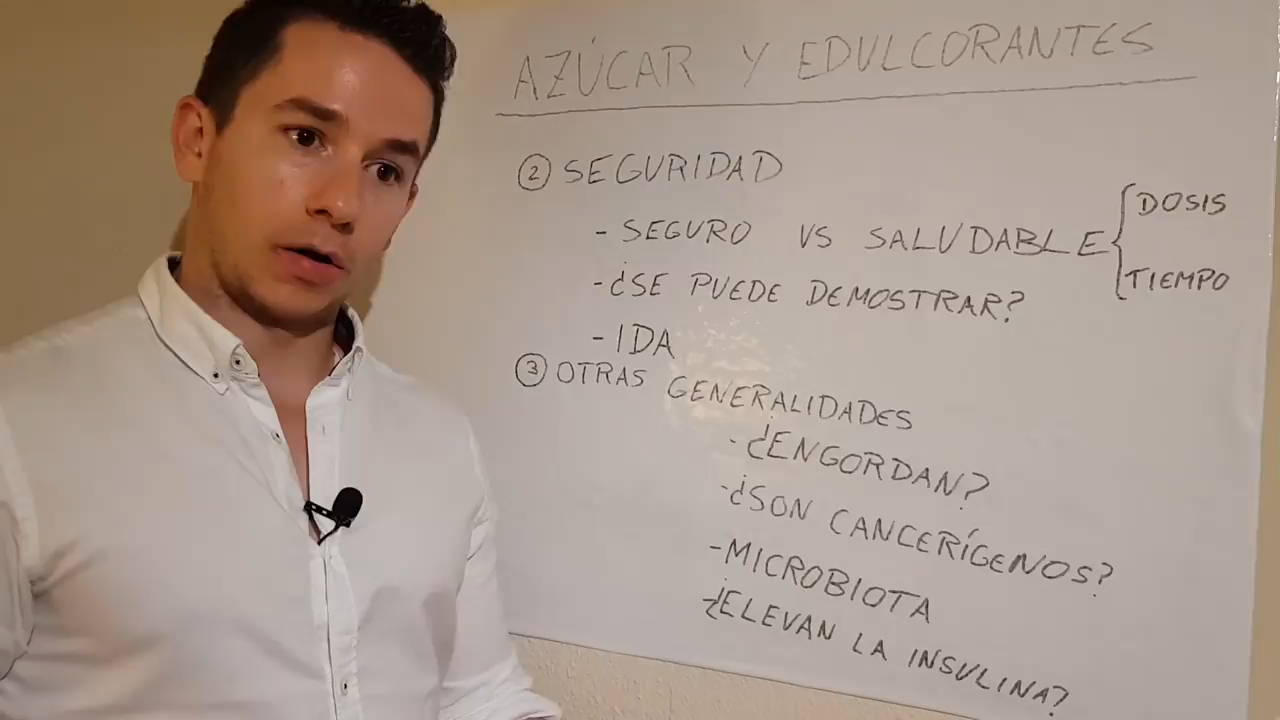 AZÚCAR Y EDULCORANTES
② SEGURIDAD
- SEGURO VS SALUDABLE { DOSIS
TIEMPO
- ¿SE PUEDE DEMOSTRAR?
- IDA
③ OTRAS GENERALIDADES
- ¿ENGORDAN?
- ¿SON CANCERÍGENOS?
- MICROBIOTA
- ¿ELEVAN LA INSULINA?